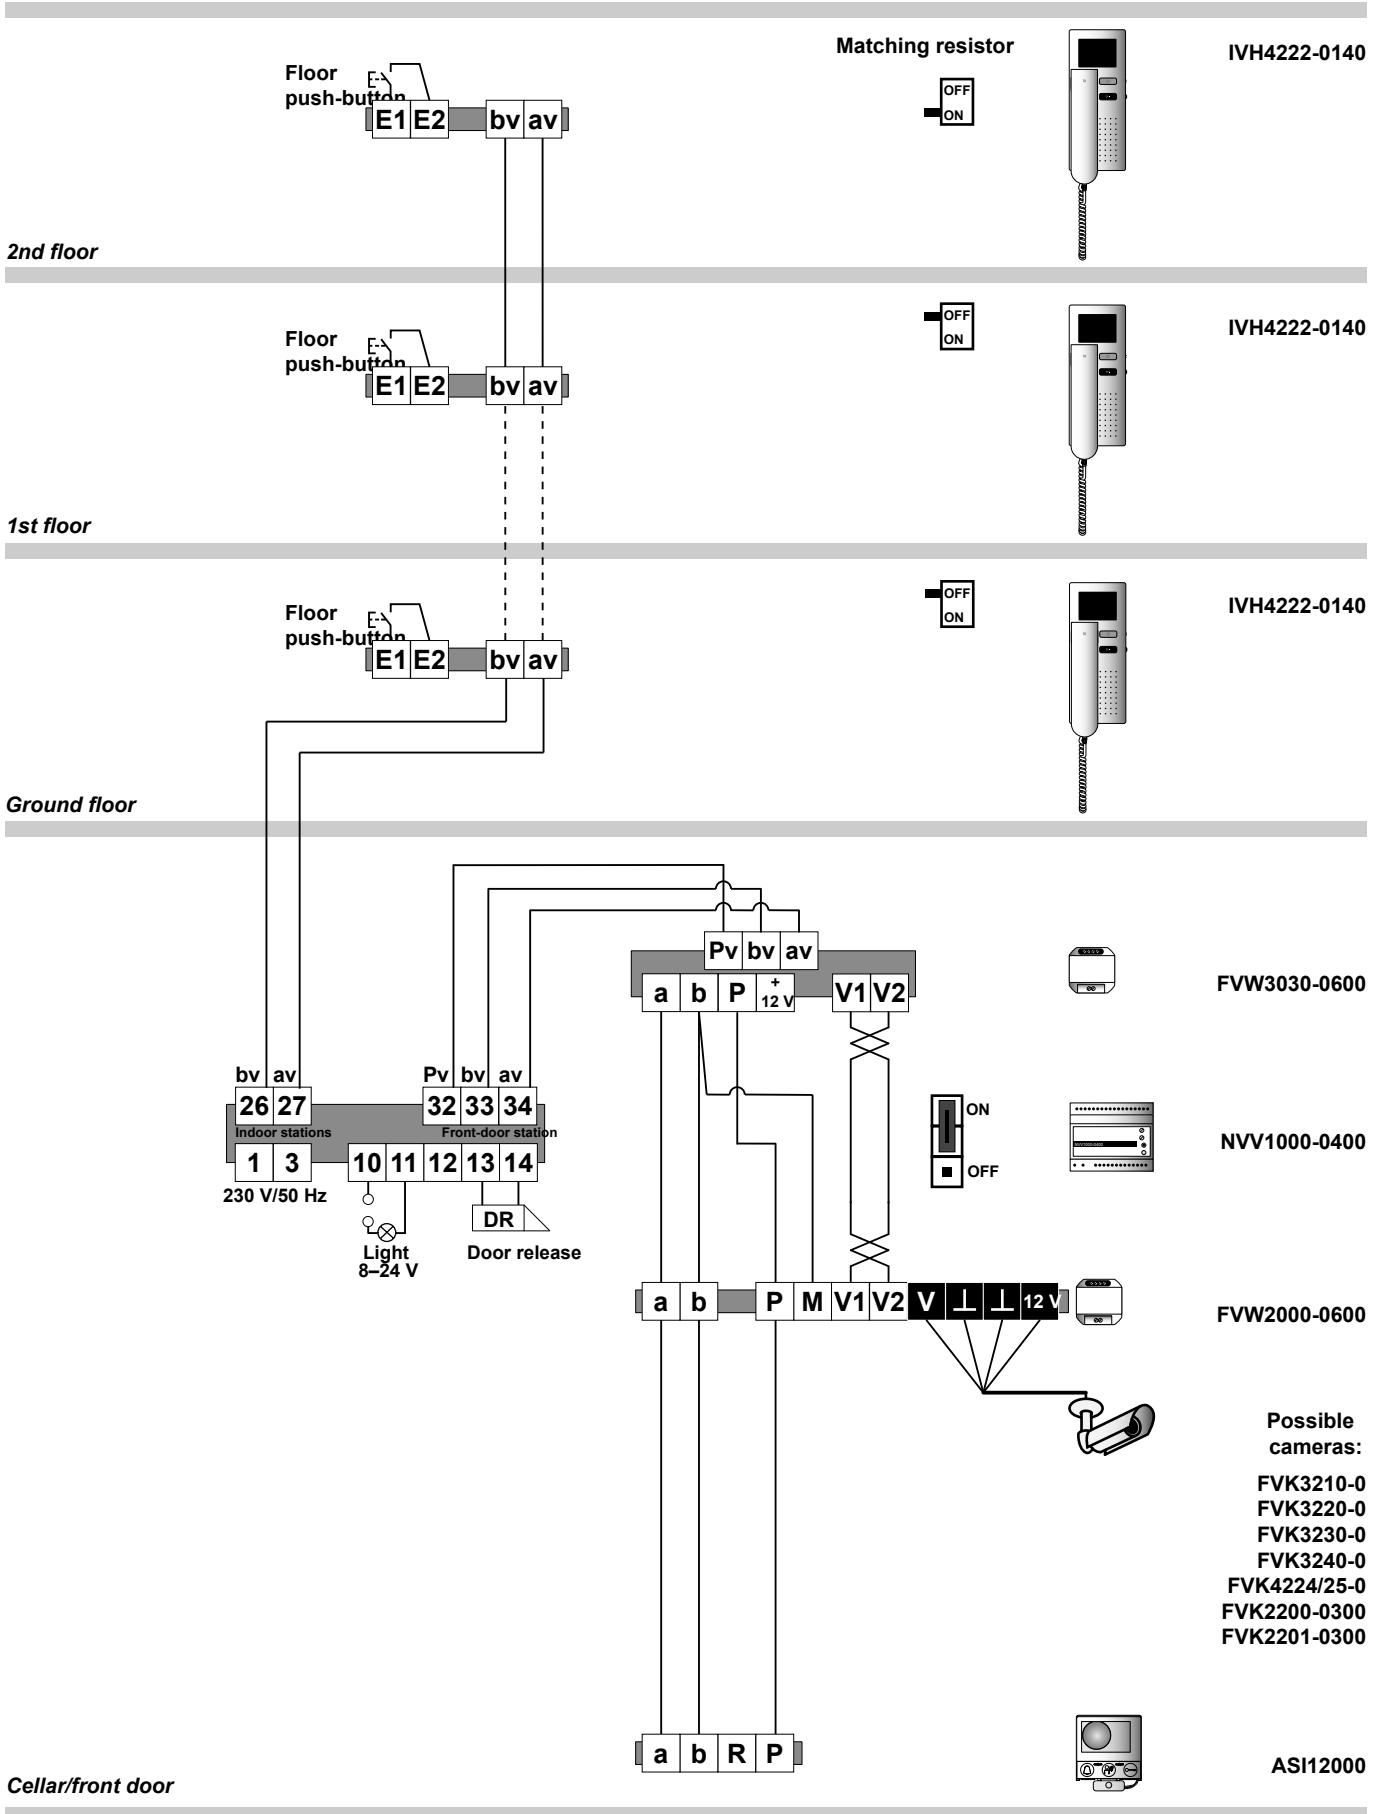 Matching resistor
IVH4222-0140
Floor
push-button
OFF
ON
E1 E2 bv av
2nd floor
IVH4222-0140
Floor
push-button
OFF
ON
E1 E2 bv av
1st floor
IVH4222-0140
Floor
push-button
OFF
ON
E1 E2 bv av
Ground floor
Pv bv av
a b P + 12 V V1 V2
FVW3030-0600
bv av Pv bv av
26 27 32 33 34
Indoor stations Front-door station
1 3 10 11 12 13 14
230 V/50 Hz
ON
OFF
NVV1000-0400
NVV1000-0400
DR
Light
8–24 V
Door release
a b P M V1 V2 V ⊥ ⊥ 12 V
FVW2000-0600
Possible
cameras:
FVK3210-0
FVK3220-0
FVK3230-0
FVK3240-0
FVK4224/25-0
FVK2200-0300
FVK2201-0300
a b R P
ASI12000
Cellar/front door